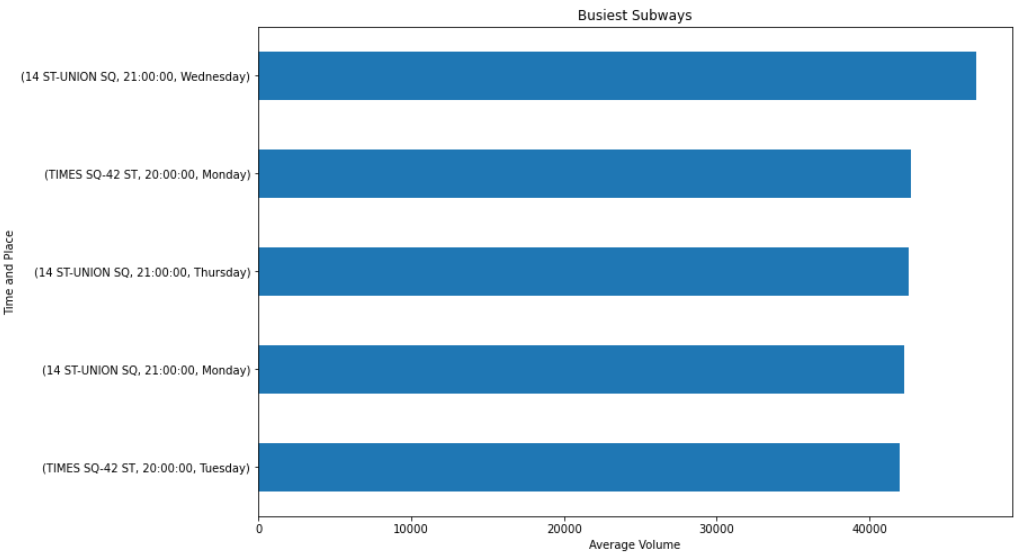 Busiest Subways
Time and Place
(14 ST-UNION SQ, 21:00:00, Wednesday)
(TIMES SQ-42 ST, 20:00:00, Monday)
(14 ST-UNION SQ, 21:00:00, Thursday)
(14 ST-UNION SQ, 21:00:00, Monday)
(TIMES SQ-42 ST, 20:00:00, Tuesday)
0 10000 20000 30000 40000
Average Volume